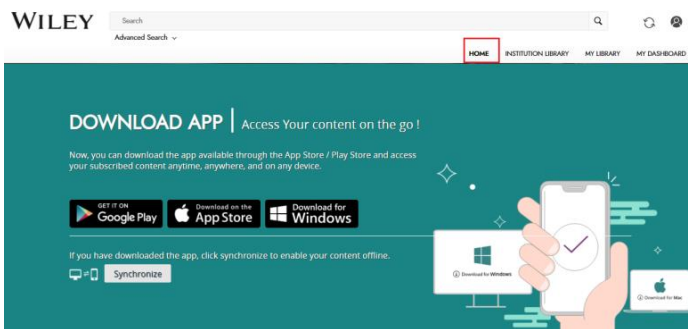 WILEY
Search
Advanced Search
HOME INSTITUTION LIBRARY MY LIBRARY MY DASHBOARD
DOWNLOAD APP | Access Your content on the go !
Now, you can download the app available through the App Store / Play Store and access
your subscribed content anytime, anywhere, and on any device.
GET IT ON
Google Play
Download on the
App Store
Download for
Windows
If you have downloaded the app, click synchronize to enable your content offline.
Synchronize
Download for Windows
Download for Mac